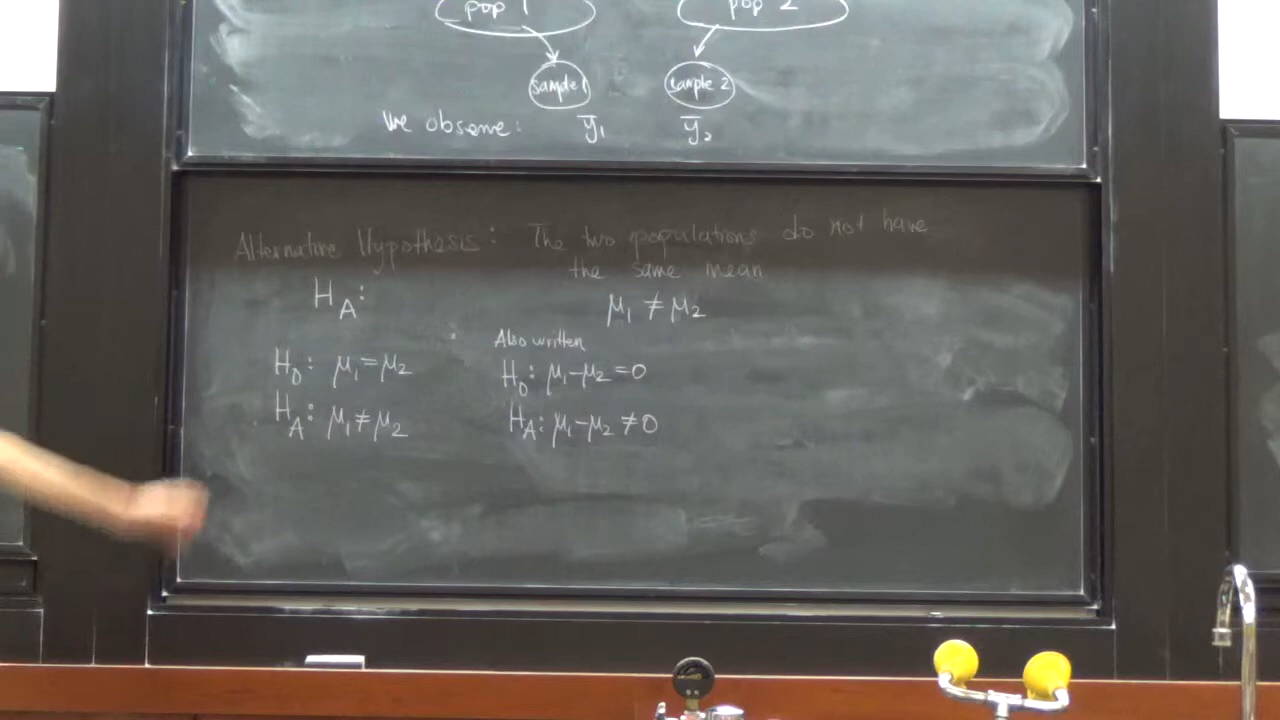 pop 1 pop 2
sample 1 sample 2
We observe: ȳ₁ ȳ₂
Alternative Hypothesis: The two populations do not have
the same mean
H_A: μ₁ ≠ μ₂
Also written
H₀: μ₁=μ₂ H₀: μ₁-μ₂=0
H_A: μ₁≠μ₂ H_A: μ₁-μ₂≠0